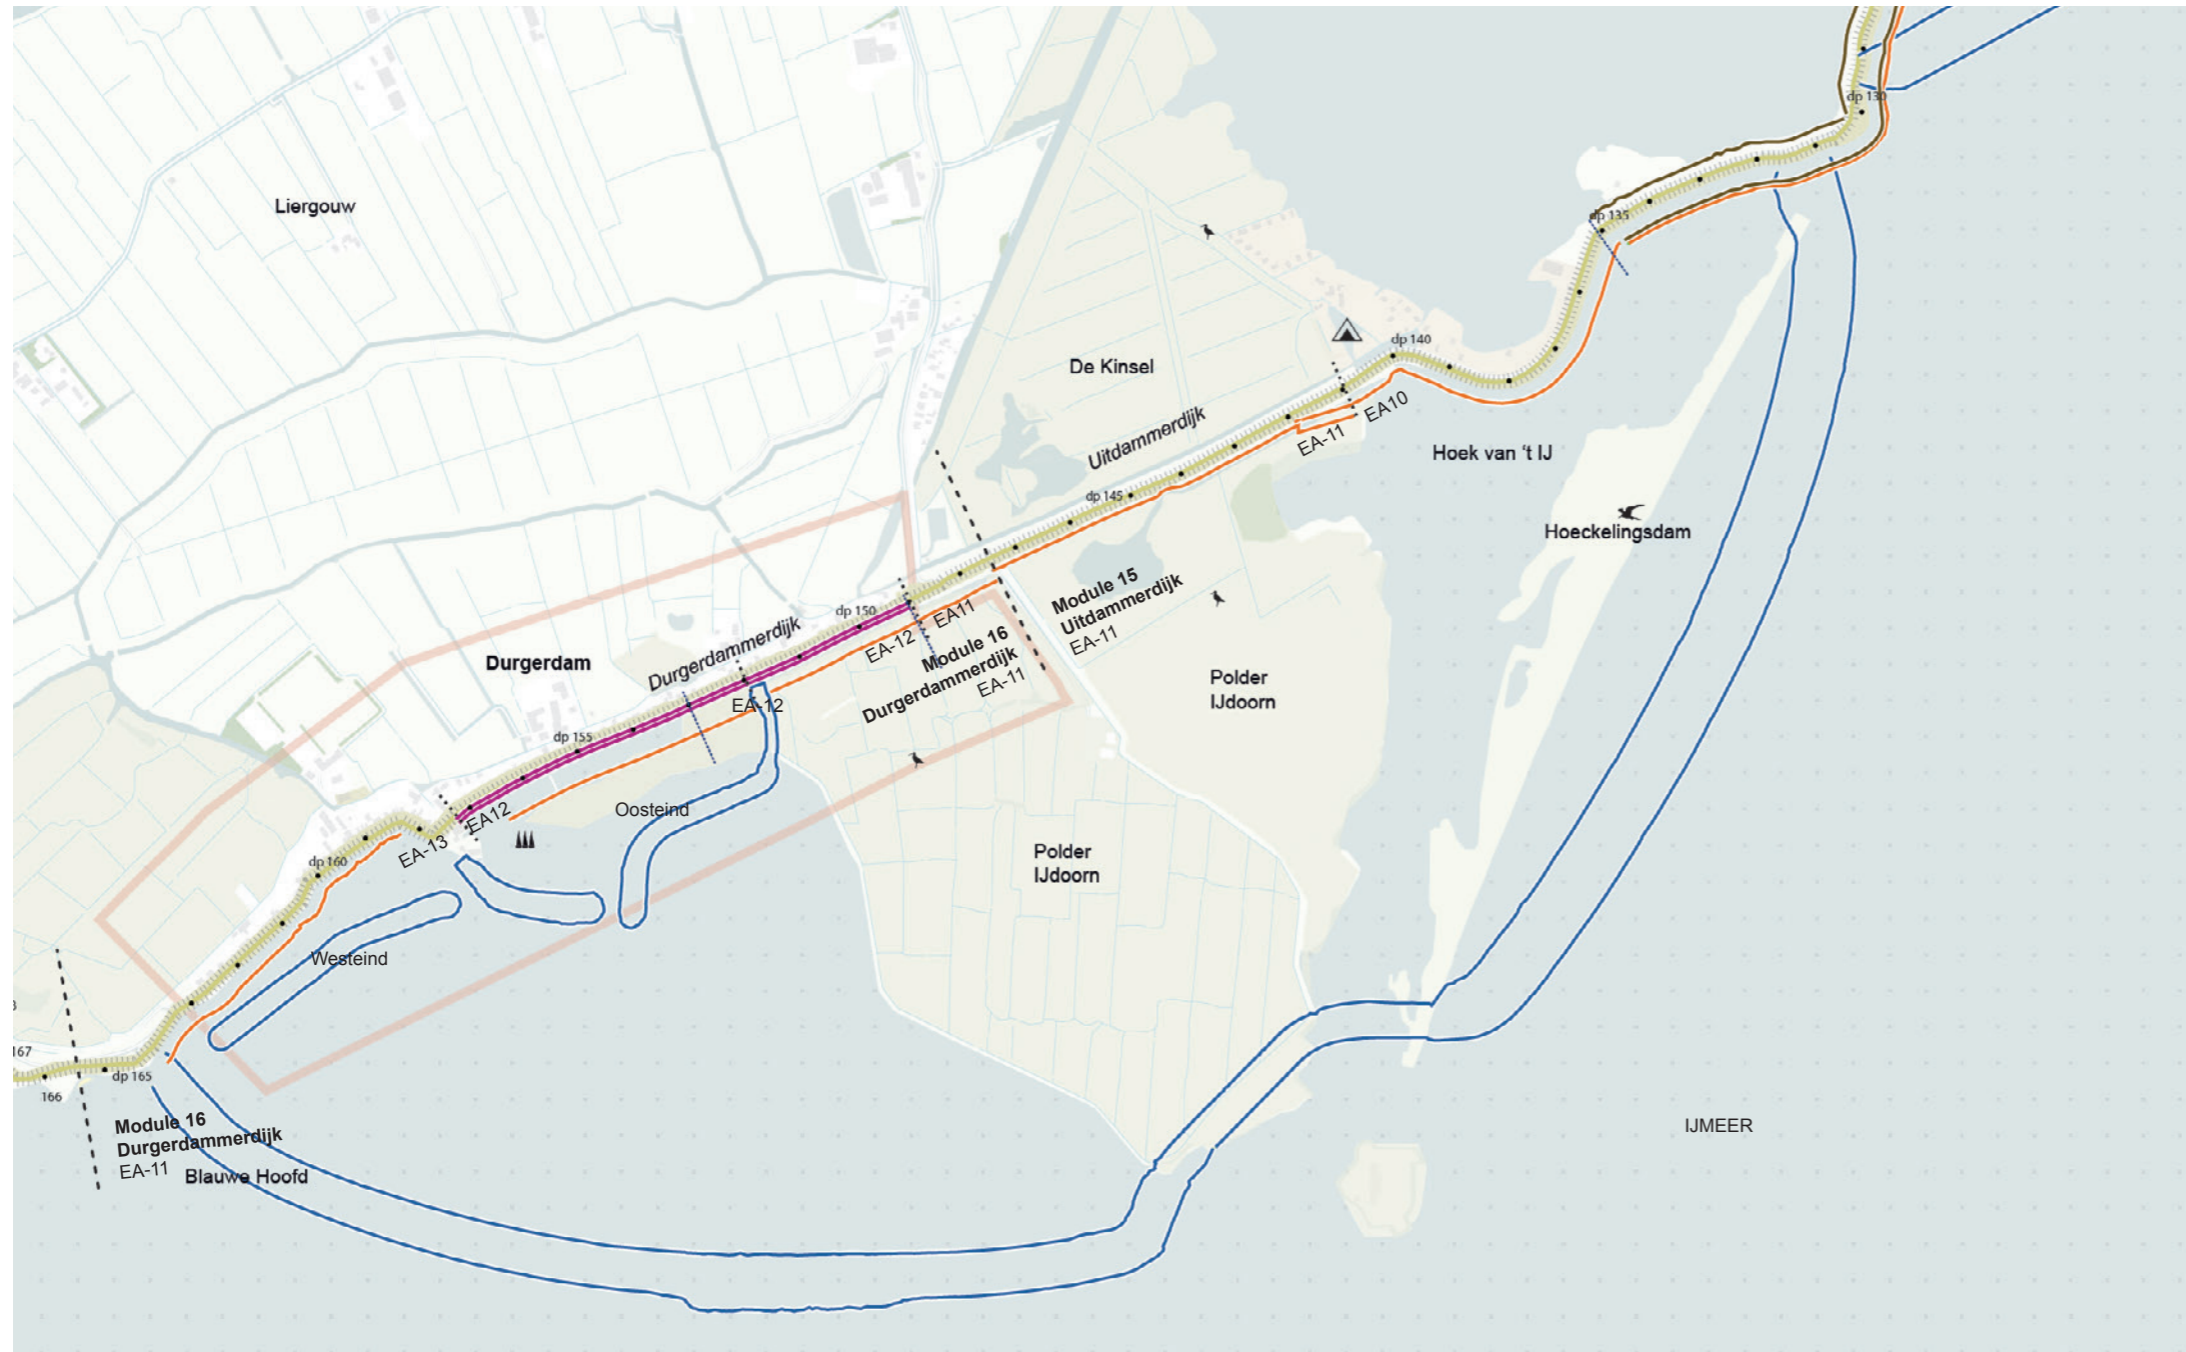 dp 130
Liergouw
dp 135
dp 140
De Kinsel
EA10
Uitdammerdijk
EA-11
Hoek van 't IJ
dp 145
Hoeckelingsdam
Module 15
Uitdammerdijk
EA-11
dp 150
EA11
EA-12
Module 16
Durgerdammerdijk
EA-11
Durgerdammerdijk
Durgerdam
Polder
IJdoorn
EA-12
dp 155
Oosteind
EA12
EA-13
dp 160
Polder
IJdoorn
Westeind
167
dp 165
166
Module 16
Durgerdammerdijk
EA-11
Blauwe Hoofd
IJMEER